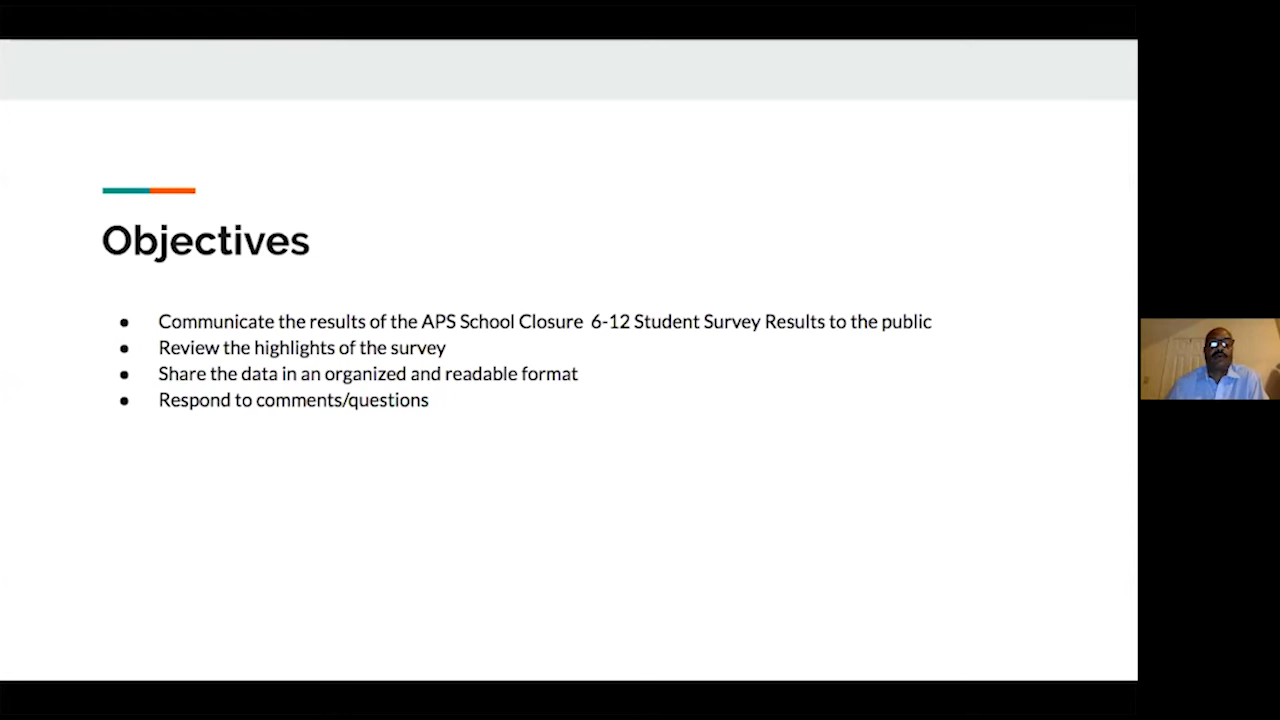 Objectives
● Communicate the results of the APS School Closure 6-12 Student Survey Results to the public
● Review the highlights of the survey
● Share the data in an organized and readable format
● Respond to comments/questions